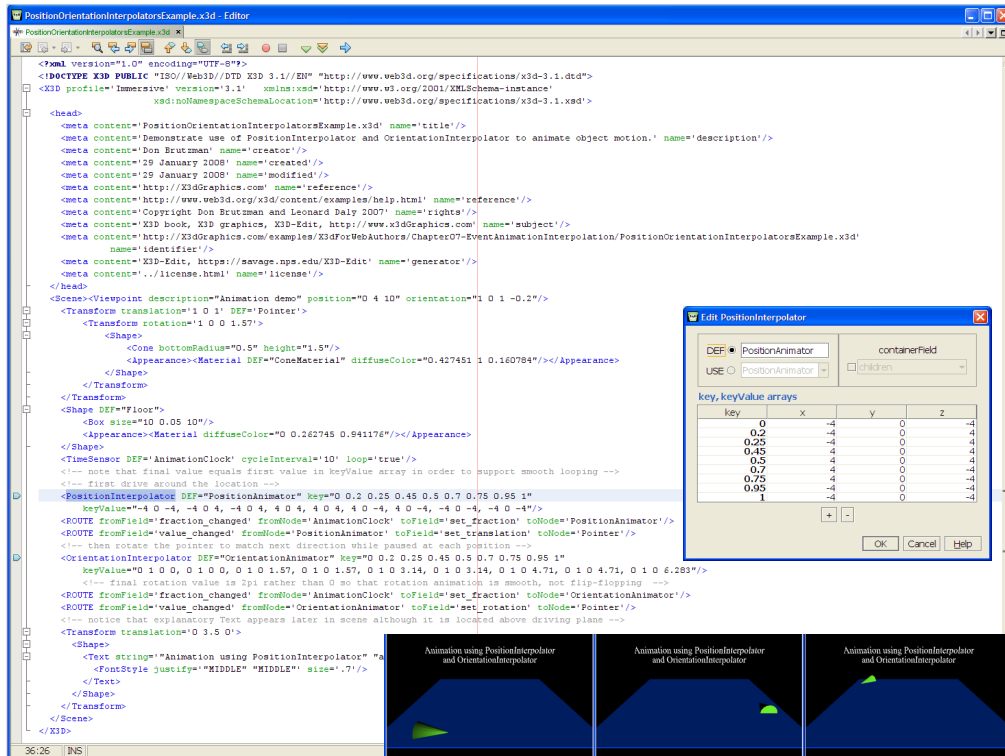 PositionOrientationInterpolatorsExample.x3d - Editor
PositionOrientationInterpolatorsExample.x3d
<?xml version="1.0" encoding="UTF-8"?>
<!DOCTYPE X3D PUBLIC "ISO//Web3D//DTD X3D 3.1//EN" "http://www.web3d.org/specifications/x3d-3.1.dtd">
<X3D profile='Immersive' version='3.1' xmlns:xsd='http://www.w3.org/2001/XMLSchema-instance'
xsd:noNamespaceSchemaLocation='http://www.web3d.org/specifications/x3d-3.1.xsd'>
<head>
<meta content='PositionOrientationInterpolatorsExample.x3d' name='title'/>
<meta content='Demonstrate use of PositionInterpolator and OrientationInterpolator to animate object motion.' name='description'/>
<meta content='Don Brutzman' name='creator'/>
<meta content='29 January 2008' name='created'/>
<meta content='29 January 2008' name='modified'/>
<meta content='http://X3dGraphics.com' name='reference'/>
<meta content='http://www.web3d.org/x3d/content/examples/help.html' name='reference'/>
<meta content='Copyright Don Brutzman and Leonard Daly 2007' name='rights'/>
<meta content='X3D book, X3D graphics, X3D-Edit, http://www.x3dGraphics.com' name='subject'/>
<meta content='http://X3dGraphics.com/examples/X3dForWebAuthors/Chapter07-EventAnimationInterpolation/PositionOrientationInterpolatorsExample.x3d'
name='identifier'/>
<meta content='X3D-Edit, https://savage.nps.edu/X3D-Edit' name='generator'/>
<meta content='../license.html' name='license'/>
</head>
<Scene><Viewpoint description="Animation demo" position="0 4 10" orientation="1 0 1 -0.2"/>
<Transform translation='1 0 1' DEF='Pointer'>
<Transform rotation='1 0 0 1.57'>
<Shape>
<Cone bottomRadius="0.5" height="1.5"/>
<Appearance><Material DEF="ConeMaterial" diffuseColor="0.427451 1 0.160784"/></Appearance>
</Shape>
</Transform>
</Transform>
<Shape DEF="Floor">
<Box size="10 0.05 10"/>
<Appearance><Material diffuseColor="0 0.262745 0.941176"/></Appearance>
</Shape>
<TimeSensor DEF='AnimationClock' cycleInterval='10' loop='true'/>
<!-- note that final value equals first value in keyValue array in order to support smooth looping -->
<!-- first drive around the location -->
<PositionInterpolator DEF="PositionAnimator" key="0 0.2 0.25 0.45 0.5 0.7 0.75 0.95 1"
keyValue="-4 0 -4, -4 0 4, -4 0 4, 4 0 4, 4 0 4, 4 0 -4, 4 0 -4, -4 0 -4, -4 0 -4"/>
<ROUTE fromField='fraction_changed' fromNode='AnimationClock' toField='set_fraction' toNode='PositionAnimator'/>
<ROUTE fromField='value_changed' fromNode='PositionAnimator' toField='set_translation' toNode='Pointer'/>
<!-- then rotate the pointer to match next direction while paused at each position -->
<OrientationInterpolator DEF="OrientationAnimator" key="0 0.2 0.25 0.45 0.5 0.7 0.75 0.95 1"
keyValue="0 1 0 0, 0 1 0 0, 0 1 0 1.57, 0 1 0 1.57, 0 1 0 3.14, 0 1 0 3.14, 0 1 0 4.71, 0 1 0 4.71, 0 1 0 6.283"/>
<!-- final rotation value is 2pi rather than 0 so that rotation animation is smooth, not flip-flopping -->
<ROUTE fromField='fraction_changed' fromNode='AnimationClock' toField='set_fraction' toNode='OrientationAnimator'/>
<ROUTE fromField='value_changed' fromNode='OrientationAnimator' toField='set_rotation' toNode='Pointer'/>
<!-- notice that explanatory Text appears later in scene although it is located above driving plane -->
<Transform translation='0 3.5 0'>
<Shape>
<Text string='"Animation using PositionInterpolator" "a
<FontStyle justify='"MIDDLE" "MIDDLE"' size='.7'/>
</Text>
</Shape>
</Transform>
</Scene>
</X3D>
36:26 INS
Edit PositionInterpolator
DEF PositionAnimator
USE PositionAnimator
containerField
children
key, keyValue arrays
key x y z
0 -4 0 -4
0.2 -4 0 4
0.25 -4 0 4
0.45 4 0 4
0.5 4 0 4
0.7 4 0 -4
0.75 4 0 -4
0.95 -4 0 -4
1 -4 0 -4
+ -
OK Cancel Help
Animation using PositionInterpolator
and OrientationInterpolator
Animation using PositionInterpolator
and OrientationInterpolator
Animation using PositionInterpolator
and OrientationInterpolator